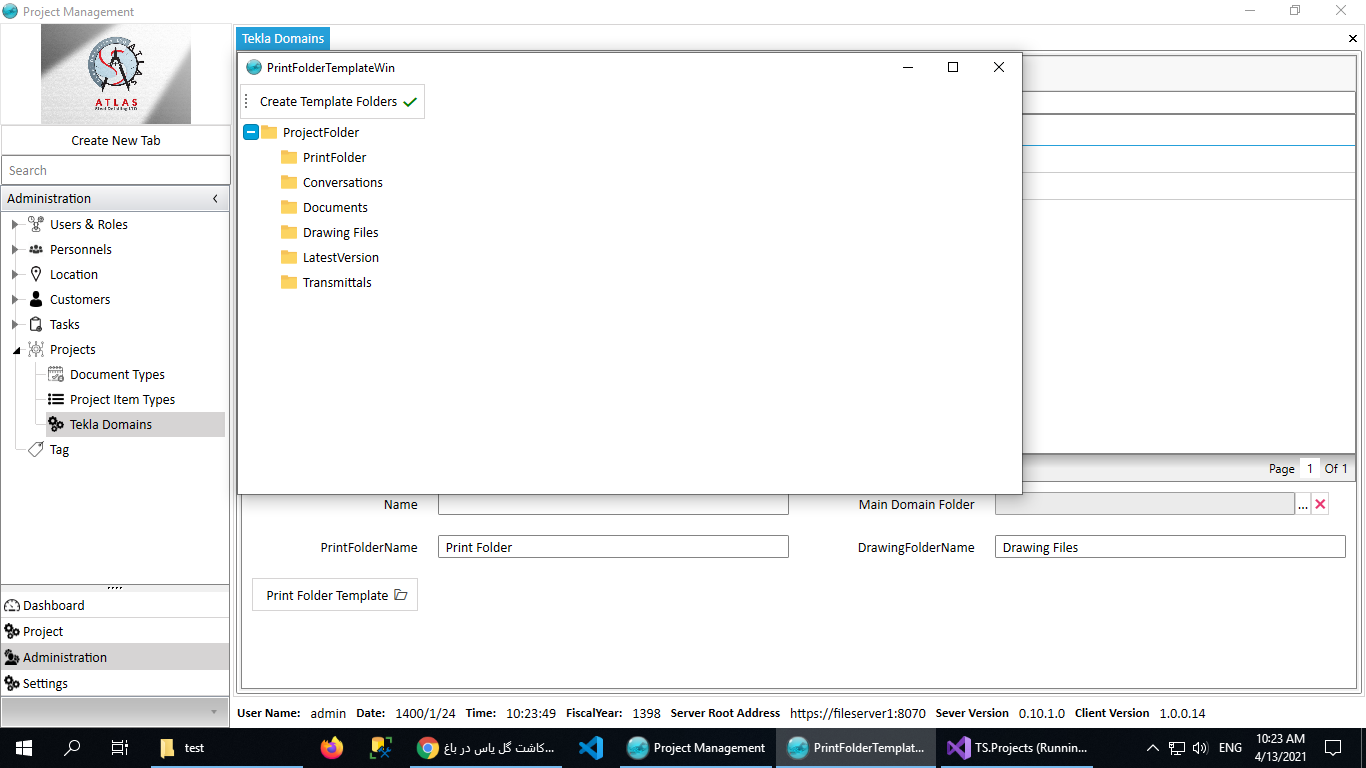 Project Management
ATLAS
Steel Detailing LTD
Create New Tab
Search
Administration
Users & Roles
Personnels
Location
Customers
Tasks
Projects
Document Types
Project Item Types
Tekla Domains
Tag
Dashboard
Project
Administration
Settings
Tekla Domains
PrintFolderTemplateWin
Create Template Folders
ProjectFolder
PrintFolder
Conversations
Documents
Drawing Files
LatestVersion
Transmittals
Page 1 Of 1
Name
Main Domain Folder ...
PrintFolderName Print Folder
DrawingFolderName Drawing Files
Print Folder Template
User Name: admin Date: 1400/1/24 Time: 10:23:49 FiscalYear: 1398 Server Root Address https://fileserver1:8070 Sever Version 0.10.1.0 Client Version 1.0.0.14
test
کاشت گل یاس در باغ...
Project Management
PrintFolderTemplat...
TS.Projects (Runnin...
ENG
10:23 AM
4/13/2021